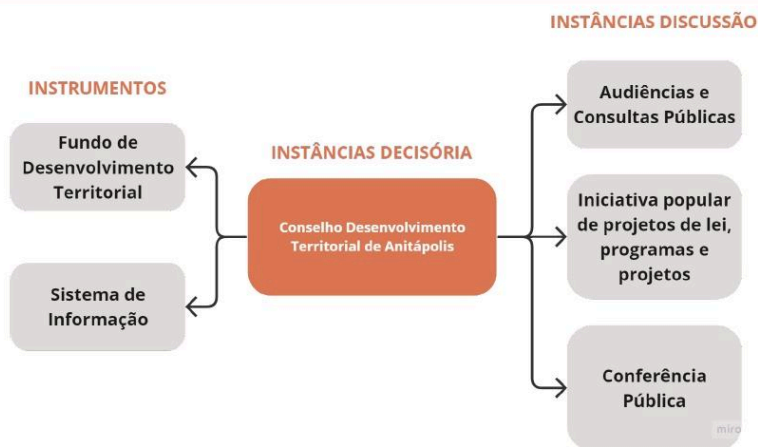 INSTRUMENTOS
Fundo de
Desenvolvimento
Territorial
Sistema de
Informação
INSTÂNCIAS DECISÓRIA
Conselho Desenvolvimento
Territorial de Anitápolis
INSTÂNCIAS DISCUSSÃO
Audiências e
Consultas Públicas
Iniciativa popular
de projetos de lei,
programas e
projetos
Conferência
Pública
miro